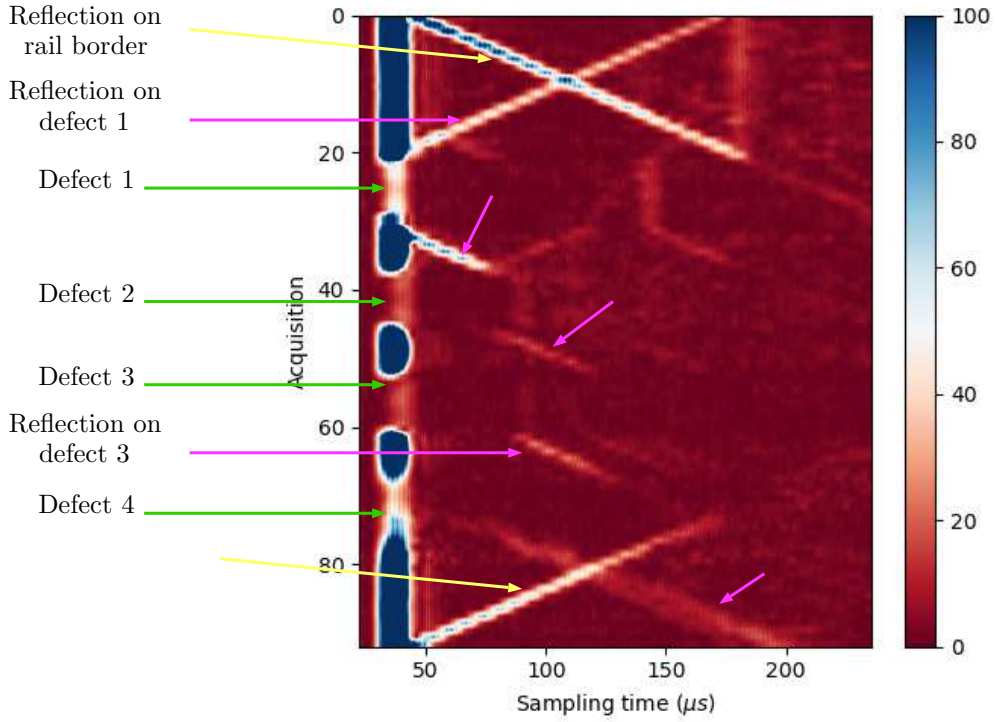 Reflection on
rail border
Reflection on
defect 1
Defect 1
Defect 2
Defect 3
Reflection on
defect 3
Defect 4
Acquisition
0
20
40
60
80
50
100
150
200
Sampling time (μs)
100
80
60
40
20
0